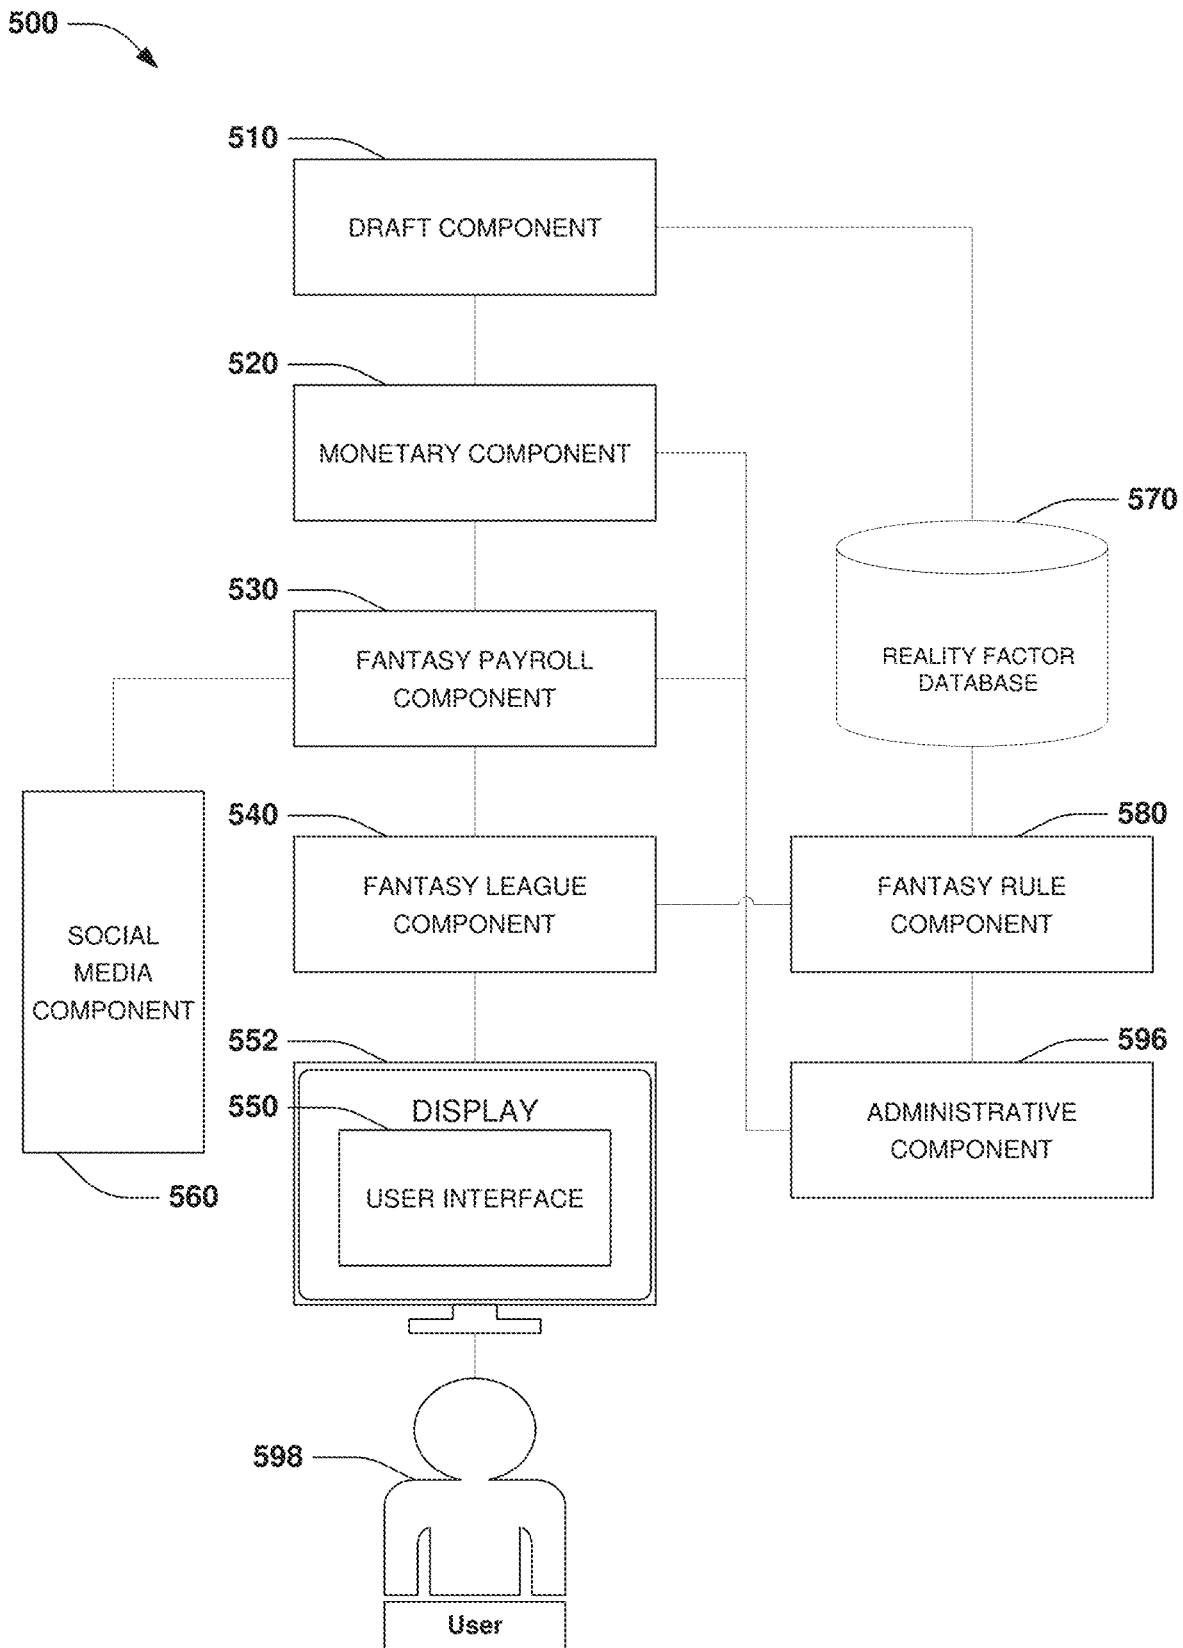 500
510
DRAFT COMPONENT
520
MONETARY COMPONENT
570
530
FANTASY PAYROLL
COMPONENT
REALITY FACTOR
DATABASE
540
FANTASY LEAGUE
COMPONENT
580
FANTASY RULE
COMPONENT
SOCIAL
MEDIA
COMPONENT
560
552
550
DISPLAY
USER INTERFACE
596
ADMINISTRATIVE
COMPONENT
598
User